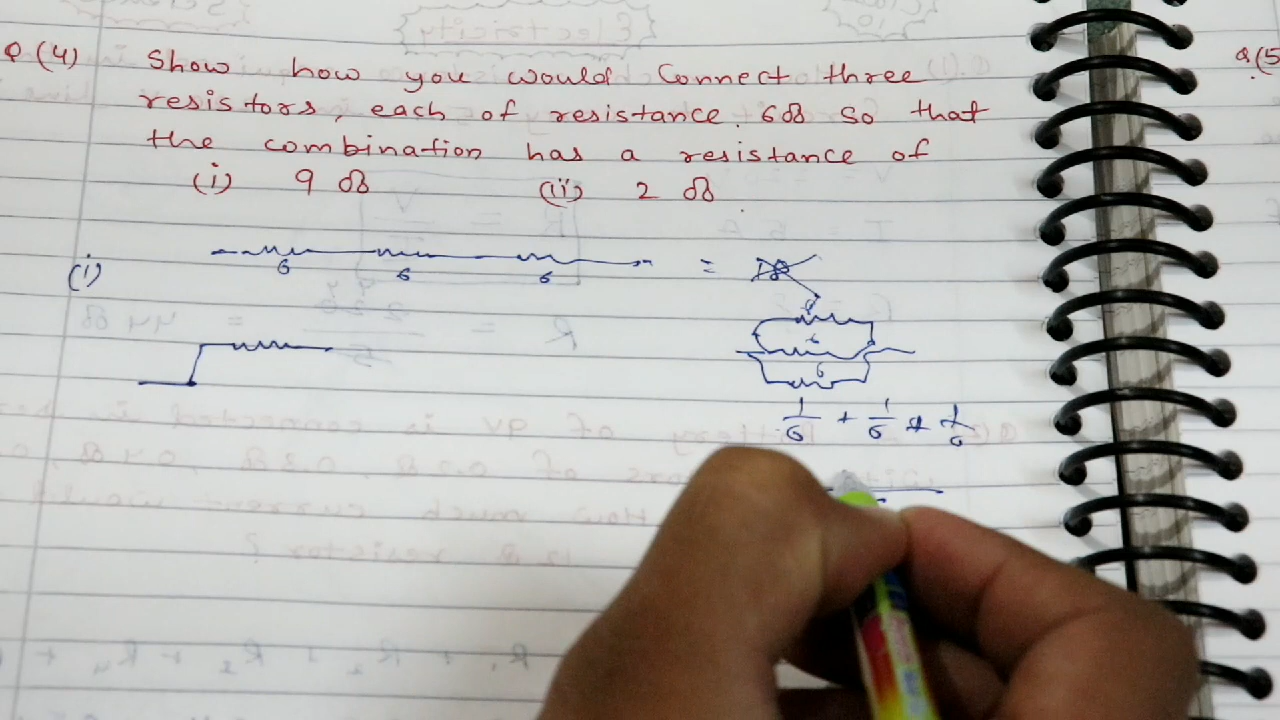 Q (4) Show how you would Connect three
resistors, each of resistance. 6Ω so that
the combination has a resistance of
(i) 9 Ω (ii) 2 Ω
(i) 6 6 6 =
6
6
1/6 + 1/6 + 1/6
Q(5